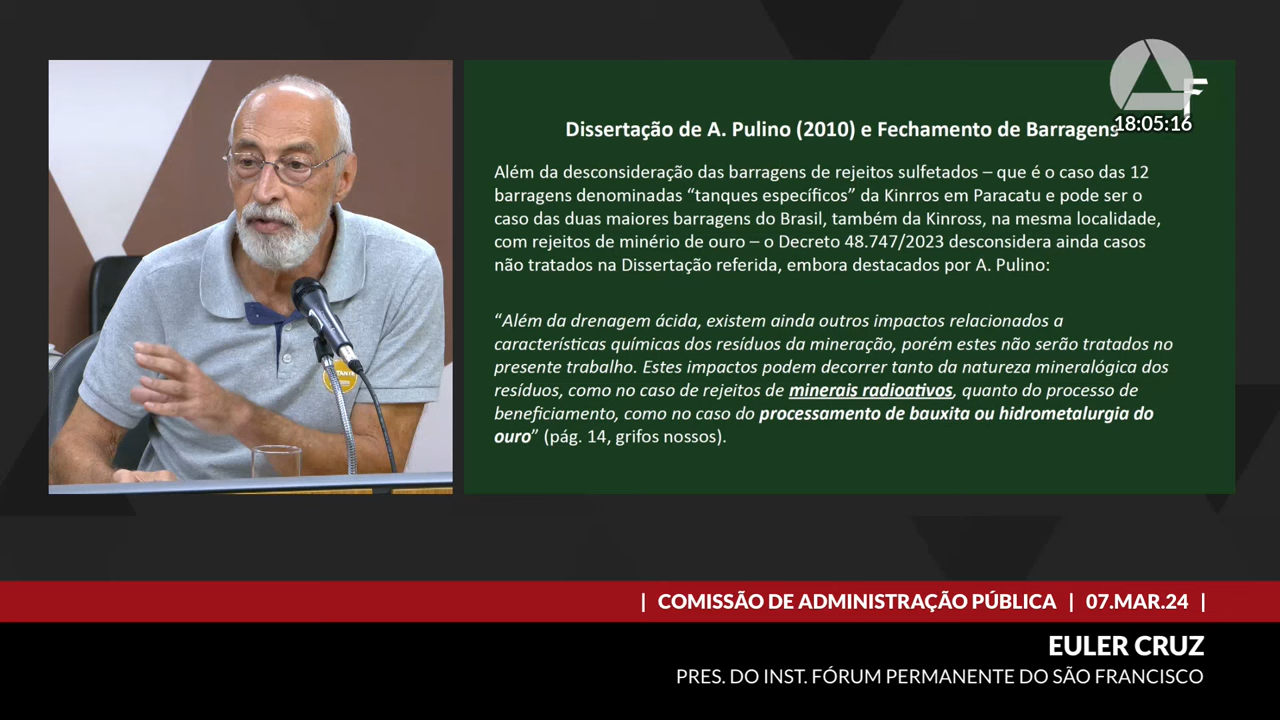 F
18:05:16
Dissertação de A. Pulino (2010) e Fechamento de Barragens
Além da desconsideração das barragens de rejeitos sulfetados – que é o caso das 12
barragens denominadas “tanques específicos” da Kinrros em Paracatu e pode ser o
caso das duas maiores barragens do Brasil, também da Kinross, na mesma localidade,
com rejeitos de minério de ouro – o Decreto 48.747/2023 desconsidera ainda casos
não tratados na Dissertação referida, embora destacados por A. Pulino:
“Além da drenagem ácida, existem ainda outros impactos relacionados a
características químicas dos resíduos da mineração, porém estes não serão tratados no
presente trabalho. Estes impactos podem decorrer tanto da natureza mineralógica dos
resíduos, como no caso de rejeitos de minerais radioativos, quanto do processo de
beneficiamento, como no caso do processamento de bauxita ou hidrometalurgia do
ouro” (pág. 14, grifos nossos).
| COMISSÃO DE ADMINISTRAÇÃO PÚBLICA | 07.MAR.24 |
EULER CRUZ
PRES. DO INST. FÓRUM PERMANENTE DO SÃO FRANCISCO